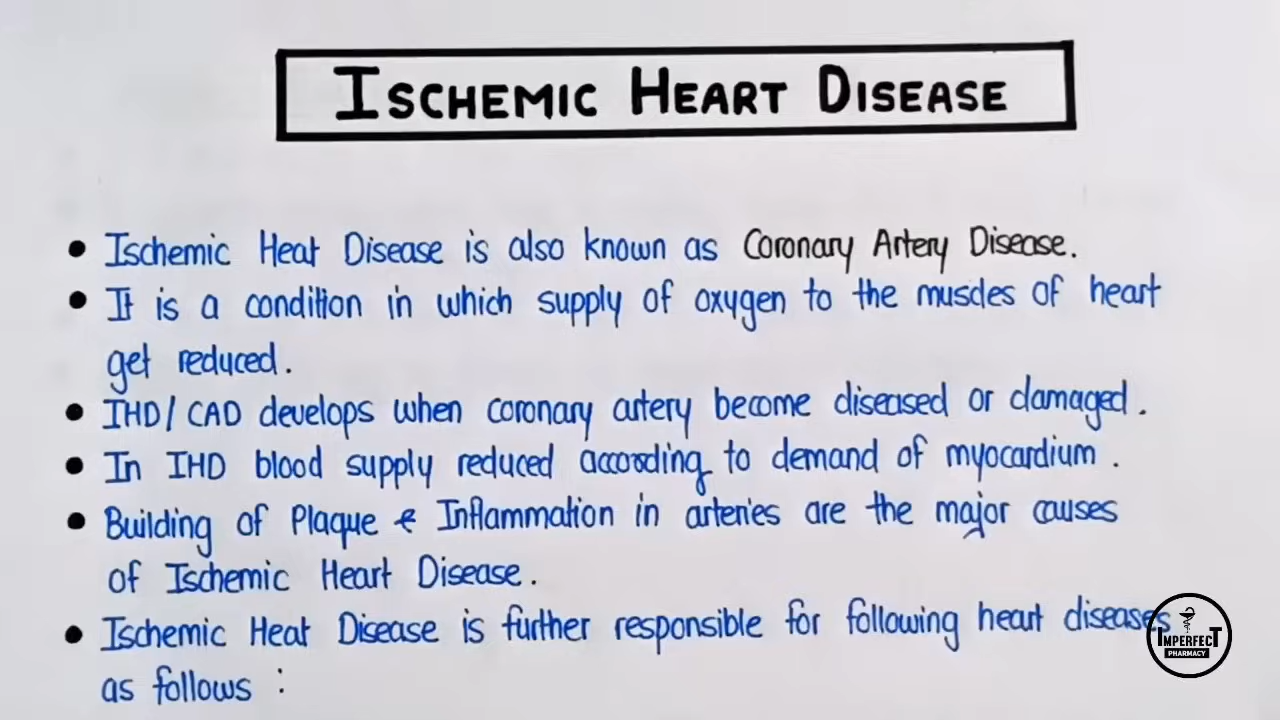 ISCHEMIC HEART DISEASE
• Ischemic Heat Disease is also known as Coronary Artery Disease.
• It is a condition in which supply of oxygen to the muscles of heart
get reduced.
• IHD/CAD develops when coronary artery become diseased or damaged.
• In IHD blood supply reduced according to demand of myocardium.
• Building of Plaque & Inflammation in arteries are the major causes
of Ischemic Heart Disease.
• Ischemic Heat Disease is further responsible for following heart diseases
as follows :
IMPERFECT
PHARMACY